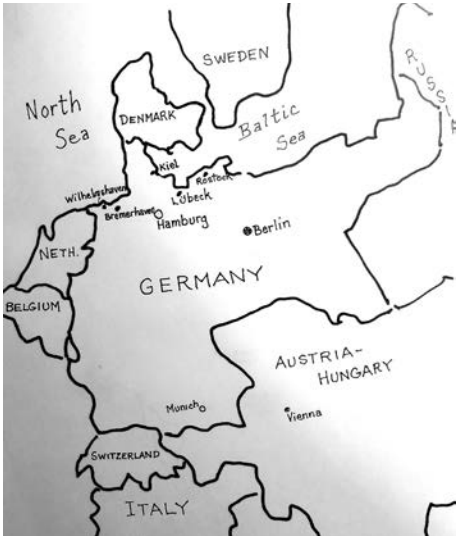 SWEDEN
RUSSIA
North
Sea
DENMARK
Baltic
Sea
Kiel
Rostock
Wilhelmshaven
Lübeck
Bremerhaven
Hamburg
Berlin
NETH.
GERMANY
BELGIUM
AUSTRIA-
HUNGARY
Munich
Vienna
SWITZERLAND
ITALY